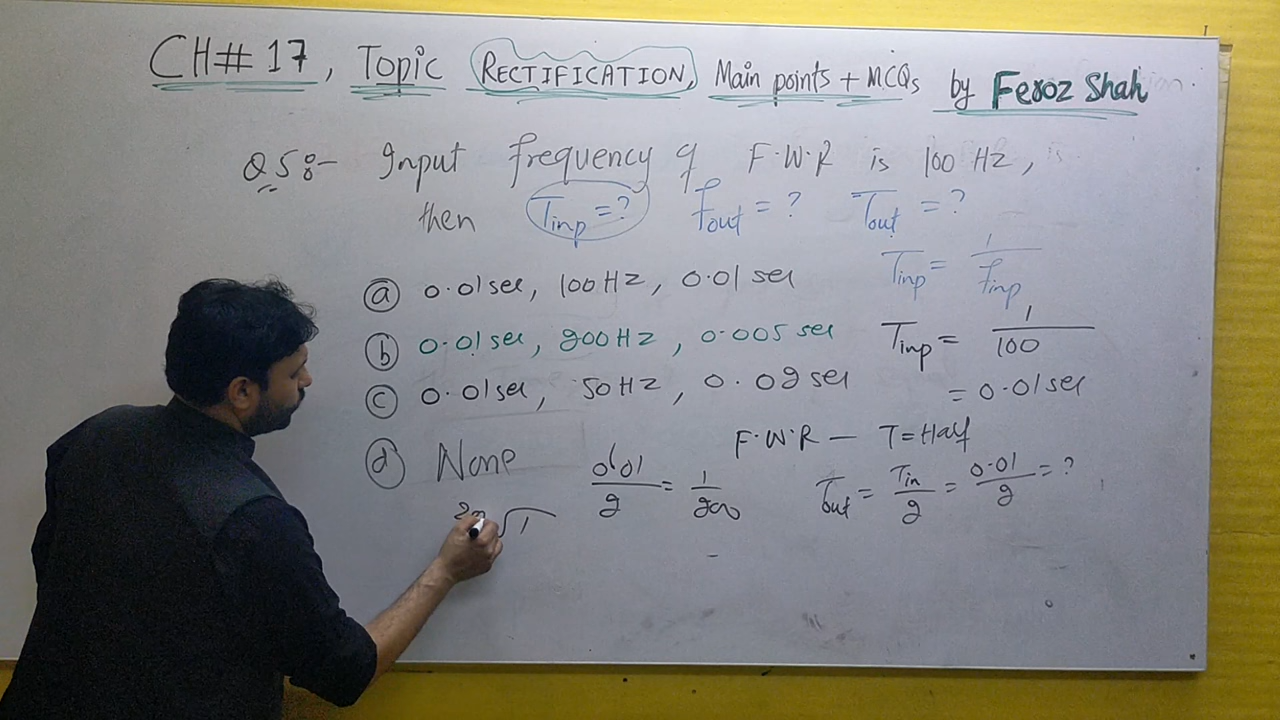 CH# 17, Topic RECTIFICATION, Main points + MCQs by Feroz Shah
Q5:- Input frequency of F.W.R is 100 Hz,
then Tinp = ? fout = ? Tout = ?
Tinp = 1/finp
(a) 0.01 sec, 100 Hz, 0.01 sec
(b) 0.01 sec, 200 Hz, 0.005 sec
Tinp = 1/100
(c) 0.01 sec, 50 Hz, 0.02 sec
= 0.01 sec
F.W.R — T = Half
(d) None
0.01/2 = 1/200
Tout = Tin/2 = 0.01/2 = ?